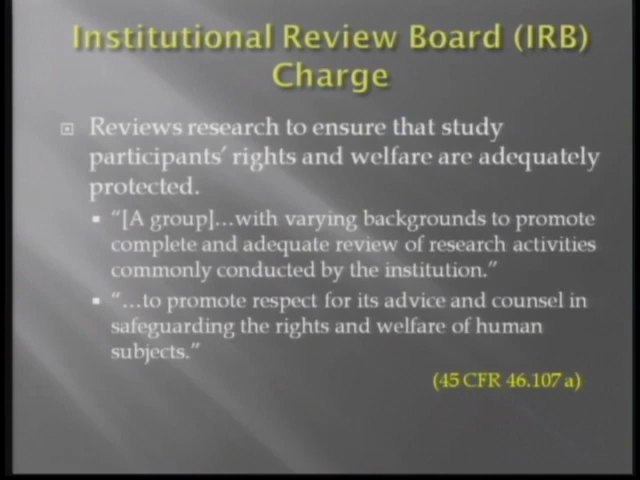 Institutional Review Board (IRB)
Charge
Reviews research to ensure that study
participants' rights and welfare are adequately
protected.
"[A group]…with varying backgrounds to promote
complete and adequate review of research activities
commonly conducted by the institution."
"…to promote respect for its advice and counsel in
safeguarding the rights and welfare of human
subjects."
(45 CFR 46.107 a)